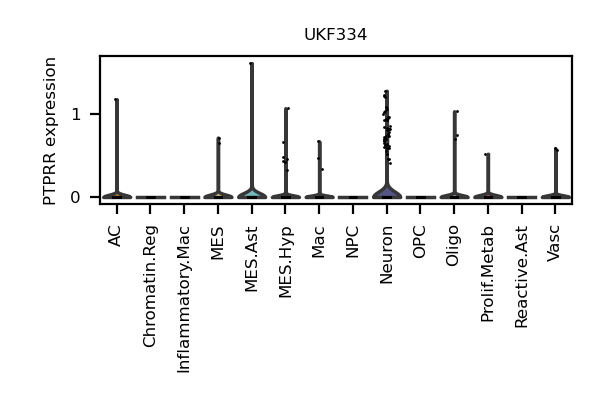 UKF334
PTPRR expression
1
0
AC
Chromatin.Reg
Inflammatory.Mac
MES
MES.Ast
MES.Hyp
Mac
NPC
Neuron
OPC
Oligo
Prolif.Metab
Reactive.Ast
Vasc